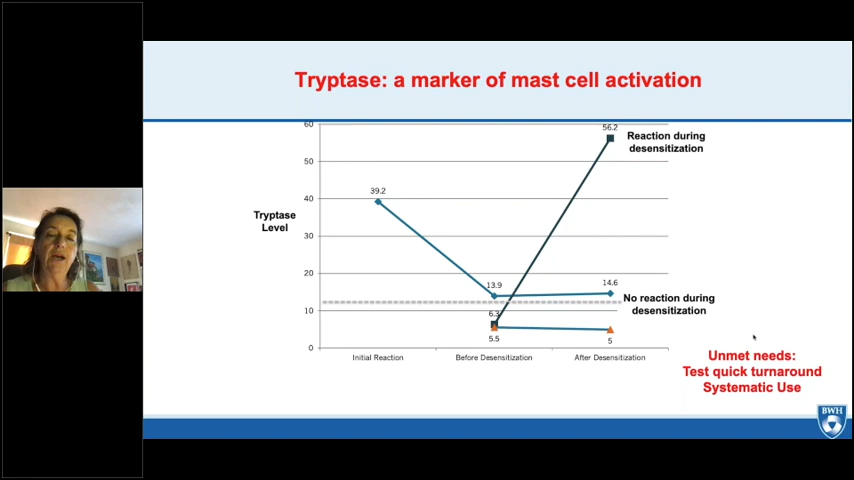 Tryptase: a marker of mast cell activation
60
56.2
Reaction during
desensitization
50
39.2
40
Tryptase
Level
30
20
13.9
14.6
No reaction during
desensitization
6.3
10
5.5
5
0
Initial Reaction
Before Desensitization
After Desensitization
Unmet needs:
Test quick turnaround
Systematic Use
BWH